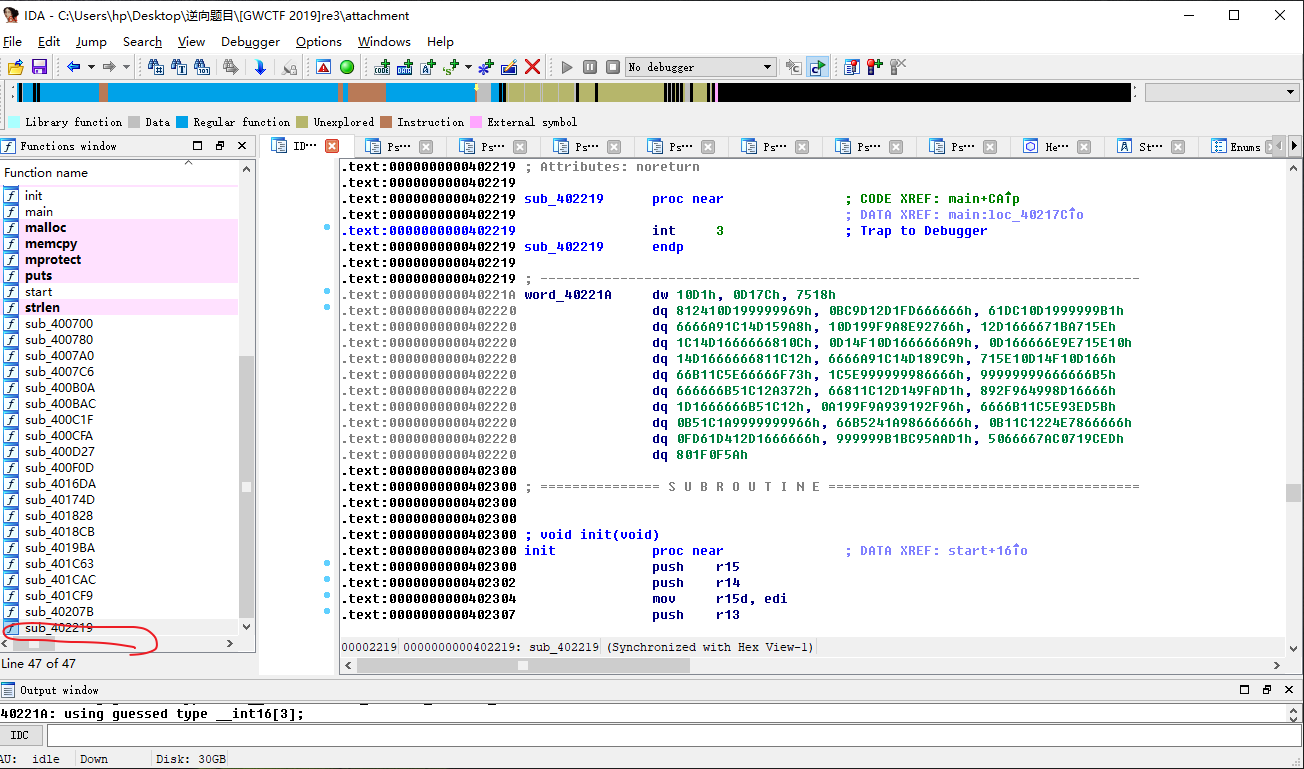 IDA - C:\Users\hp\Desktop\逆向题目\[GWCTF 2019]re3\attachment
File Edit Jump Search View Debugger Options Windows Help
No debugger
Library function Data Regular function Unexplored Instruction External symbol
Functions window
ID··· Ps··· Ps··· Ps··· Ps··· Ps··· Ps··· Ps··· He··· St··· Enums
Function name
init
main
malloc
memcpy
mprotect
puts
start
strlen
sub_400700
sub_400780
sub_4007A0
sub_4007C6
sub_400B0A
sub_400BAC
sub_400C1F
sub_400CFA
sub_400D27
sub_400F0D
sub_4016DA
sub_40174D
sub_401828
sub_4018CB
sub_4019BA
sub_401C63
sub_401CAC
sub_401CF9
sub_40207B
sub_402219
Line 47 of 47
.text:0000000000402219 ; Attributes: noreturn
.text:0000000000402219
.text:0000000000402219 sub_402219 proc near ; CODE XREF: main+CA↑p
.text:0000000000402219 ; DATA XREF: main:loc_40217C↑o
.text:0000000000402219 int 3 ; Trap to Debugger
.text:0000000000402219 sub_402219 endp
.text:0000000000402219
.text:0000000000402219 ; ---------------------------------------------------------------------------
.text:000000000040221A word_40221A dw 10D1h, 0D17Ch, 7518h
.text:0000000000402220 dq 812410D199999969h, 0BC9D12D1FD666666h, 61DC10D1999999B1h
.text:0000000000402220 dq 6666A91C14D159A8h, 10D199F9A8E92766h, 12D1666671BA715Eh
.text:0000000000402220 dq 1C14D1666666810Ch, 0D14F10D1666666A9h, 0D166666E9E715E10h
.text:0000000000402220 dq 14D1666666811C12h, 6666A91C14D189C9h, 715E10D14F10D166h
.text:0000000000402220 dq 66B11C5E66666F73h, 1C5E999999986666h, 99999999666666B5h
.text:0000000000402220 dq 666666B51C12A372h, 66811C12D149FAD1h, 892F964998D16666h
.text:0000000000402220 dq 1D1666666B51C12h, 0A199F9A939192F96h, 6666B11C5E93ED5Bh
.text:0000000000402220 dq 0B51C1A9999999966h, 66B5241A98666666h, 0B11C1224E7866666h
.text:0000000000402220 dq 0FD61D412D1666666h, 999999B1BC95AAD1h, 5066667AC0719CEDh
.text:0000000000402220 dq 801F0F5Ah
.text:0000000000402300
.text:0000000000402300 ; =============== S U B R O U T I N E =======================================
.text:0000000000402300
.text:0000000000402300
.text:0000000000402300 ; void init(void)
.text:0000000000402300 init proc near ; DATA XREF: start+16↑o
.text:0000000000402300 push r15
.text:0000000000402302 push r14
.text:0000000000402304 mov r15d, edi
.text:0000000000402307 push r13
00002219 0000000000402219: sub_402219 (Synchronized with Hex View-1)
Output window
40221A: using guessed type __int16[3];
IDC
AU: idle Down Disk: 30GB